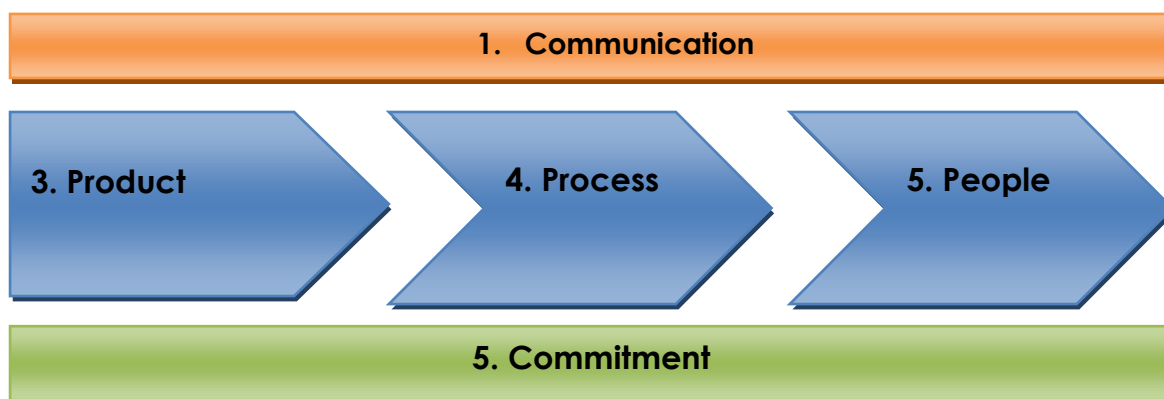 1. Communication
3. Product
4. Process
5. People
5. Commitment